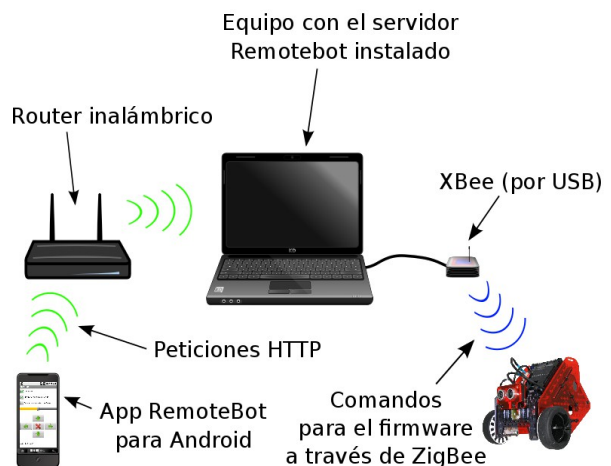 Equipo con el servidor
Remotebot instalado
Router inalámbrico
XBee (por USB)
Peticiones HTTP
App RemoteBot
para Android
Comandos
para el firmware
a través de ZigBee